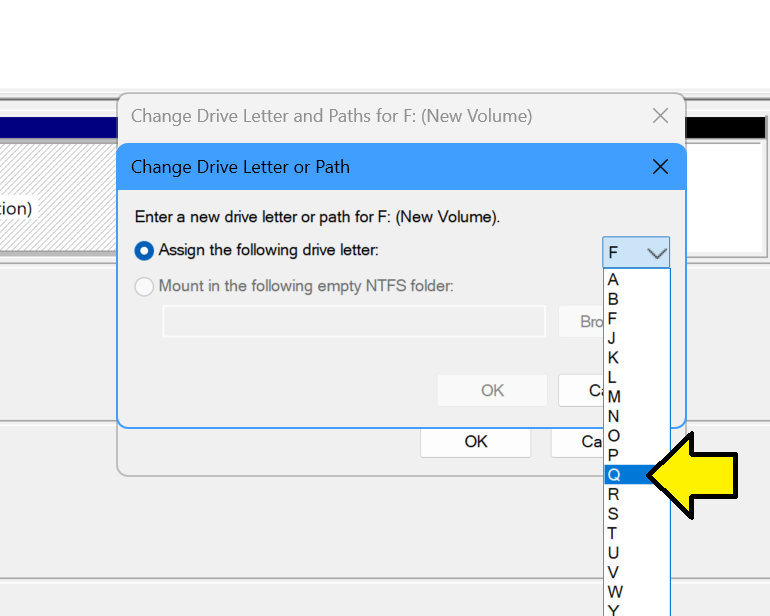 Change Drive Letter and Paths for F: (New Volume)
Change Drive Letter or Path
tion)
Enter a new drive letter or path for F: (New Volume).
Assign the following drive letter:
F
Mount in the following empty NTFS folder:
Bro
OK
Ca
OK
Ca
A
B
F
J
K
L
M
N
O
P
Q
R
S
T
U
V
W
Y